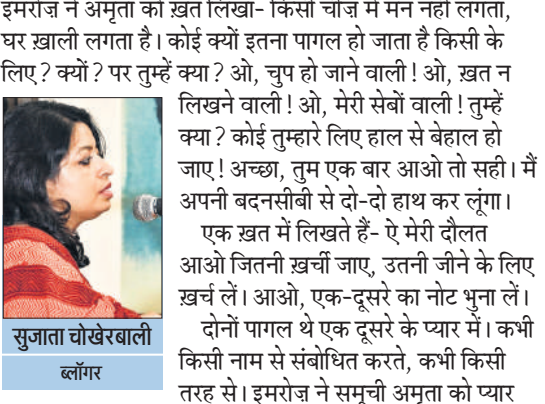 इमरोज़ ने अमृता को ख़त लिखा- किसी चीज़ में मन नहीं लगता,
घर ख़ाली लगता है। कोई क्यों इतना पागल हो जाता है किसी के
लिए? क्यों? पर तुम्हें क्या? ओ, चुप हो जाने वाली! ओ, ख़त न
लिखने वाली! ओ, मेरी सेबों वाली! तुम्हें
क्या? कोई तुम्हारे लिए हाल से बेहाल हो
जाए! अच्छा, तुम एक बार आओ तो सही। मैं
अपनी बदनसीबी से दो-दो हाथ कर लूंगा।
एक ख़त में लिखते हैं- ऐ मेरी दौलत
आओ जितनी ख़र्ची जाए, उतनी जीने के लिए
ख़र्च लें। आओ, एक-दूसरे का नोट भुना लें।
दोनों पागल थे एक दूसरे के प्यार में। कभी
किसी नाम से संबोधित करते, कभी किसी
तरह से। इमरोज़ ने समूची अमृता को प्यार
सुजाता चोखेरबाली
ब्लॉगर